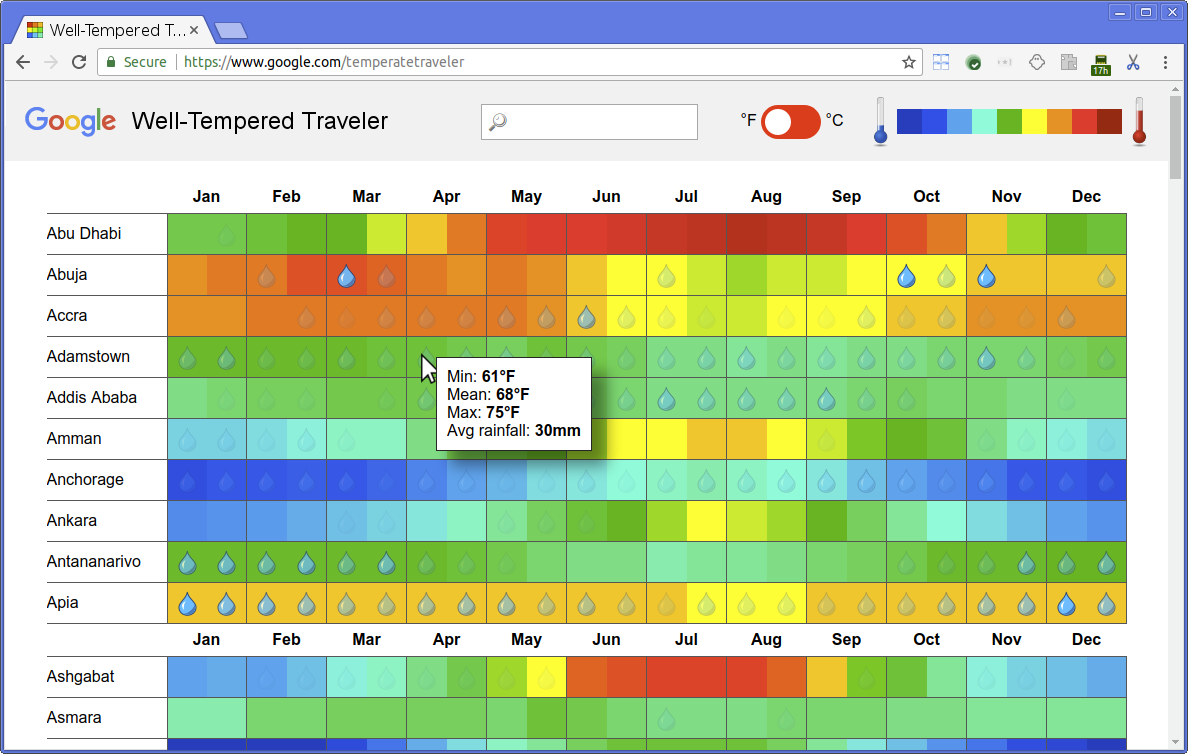 Well-Tempered T...
Secure https://www.google.com/temperatetraveler
17h
Google Well-Tempered Traveler °F °C
Jan Feb Mar Apr May Jun Jul Aug Sep Oct Nov Dec
Abu Dhabi
Abuja
Accra
Adamstown
Min: 61°F
Addis Ababa
Mean: 68°F
Max: 75°F
Avg rainfall: 30mm
Amman
Anchorage
Ankara
Antananarivo
Apia
Jan Feb Mar Apr May Jun Jul Aug Sep Oct Nov Dec
Ashgabat
Asmara